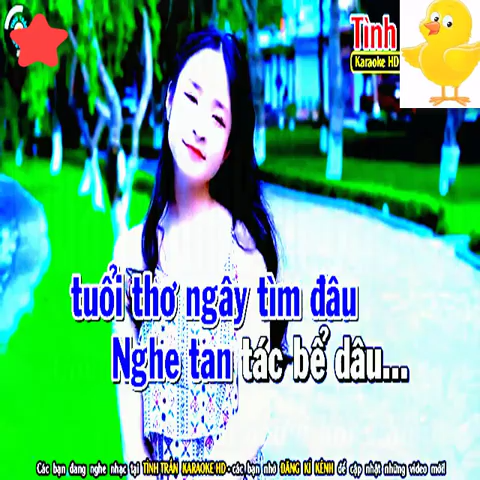 Tình
Karaoke HD
tuổi thơ ngây tìm đâu
Nghe tan tác bể dâu...
Các bạn đang nghe nhạc tại TÌNH TRẦN KARAOKE HD - các bạn nhớ ĐĂNG KÍ KÊNH để cập nhật những video mới!